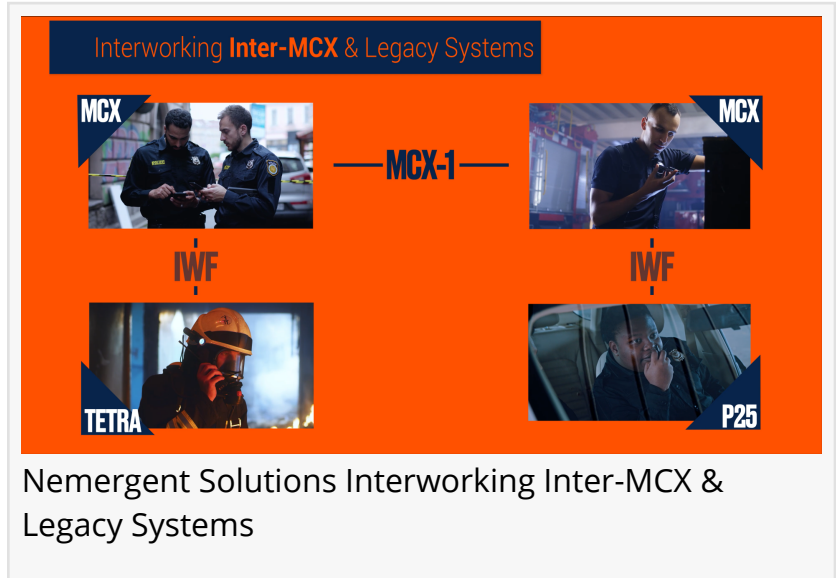 Interworking Inter-MCX & Legacy Systems
MCX
MCX
MCX-1
IWF
IWF
TETRA
P25
Nemergent Solutions Interworking Inter-MCX &
Legacy Systems